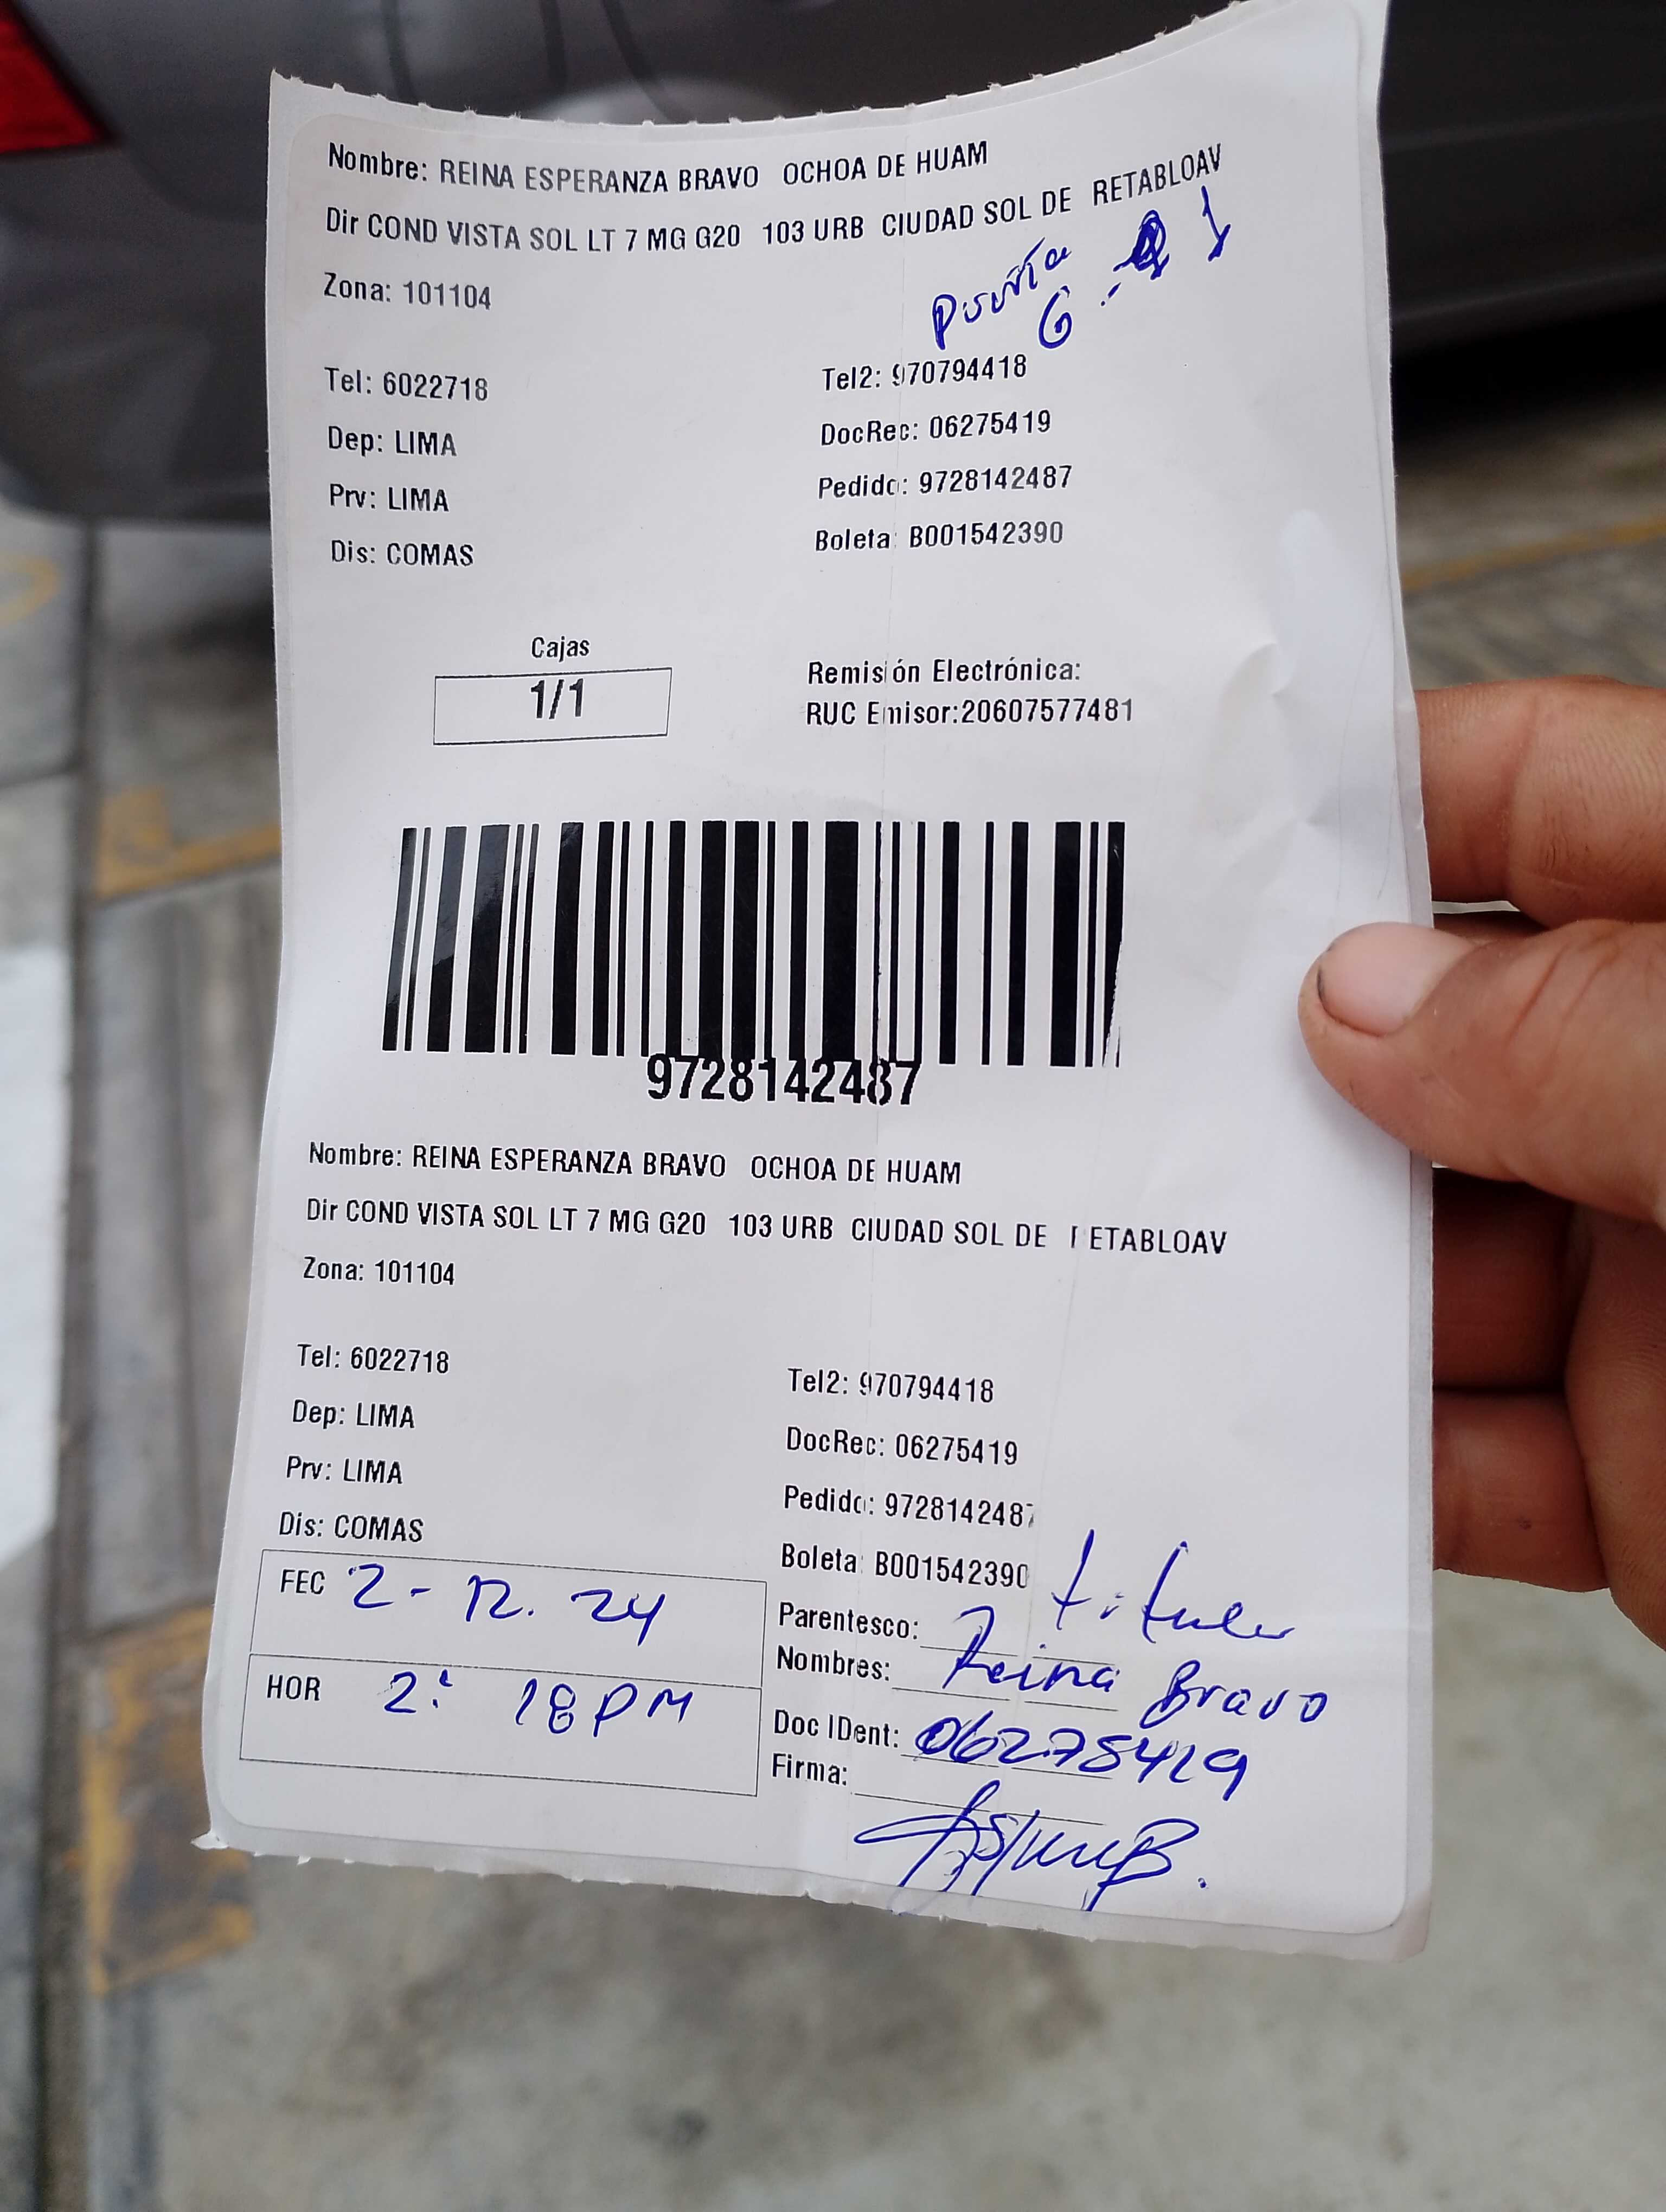 Nombre: REINA ESPERANZA BRAVO OCHOA DE HUAM
Dir COND VISTA SOL LT 7 MG G20 103 URB CIUDAD SOL DE RETABLOAV
Zona: 101104
Tel: 6022718
Dep: LIMA
Prv: LIMA
Dis: COMAS
Tel2: 970794418
DocRec: 06275419
Pedido: 9728142487
Boleta: B001542390
Cajas
1/1
Remisión Electrónica:
RUC Emisor:20607577481
9728142487
Nombre: REINA ESPERANZA BRAVO OCHOA DE HUAM
Dir COND VISTA SOL LT 7 MG G20 103 URB CIUDAD SOL DE RETABLOAV
Zona: 101104
Tel: 6022718
Dep: LIMA
Prv: LIMA
Dis: COMAS
Tel2: 970794418
DocRec: 06275419
Pedido: 9728142487
Boleta: B001542390
FEC 2-12.24
HOR 2:18PM
Parentesco: titular
Nombres: Reina Bravo
Doc IDent: 06275419
Firma: